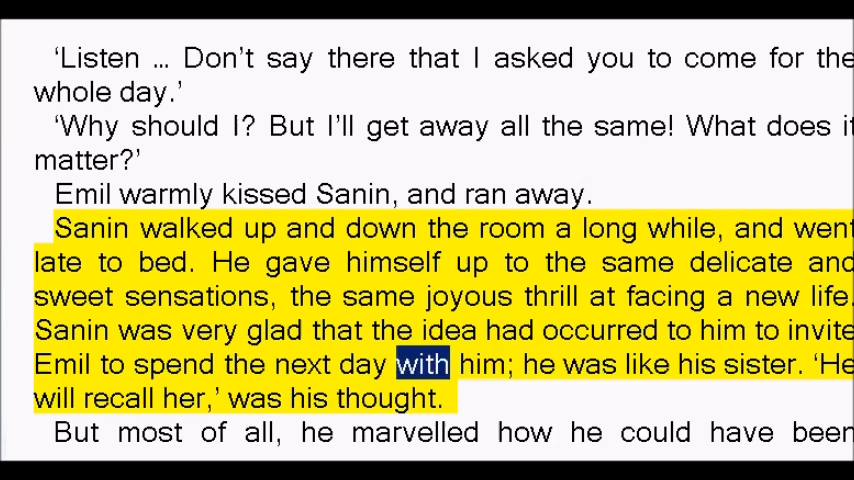 ‘Listen ... Don’t say there that I asked you to come for the
whole day.’
‘Why should I? But I’ll get away all the same! What does it
matter?’
Emil warmly kissed Sanin, and ran away.
Sanin walked up and down the room a long while, and went
late to bed. He gave himself up to the same delicate and
sweet sensations, the same joyous thrill at facing a new life.
Sanin was very glad that the idea had occurred to him to invite
Emil to spend the next day with him; he was like his sister. ‘He
will recall her,’ was his thought.
But most of all, he marvelled how he could have been